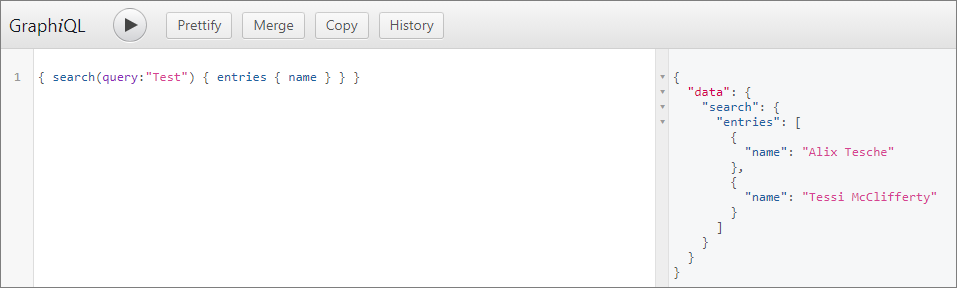 GraphiQL Prettify Merge Copy History
1 { search(query:"Test") { entries { name } } }
{
"data": {
"search": {
"entries": [
{
"name": "Alix Tesche"
},
{
"name": "Tessi McClifferty"
}
]
}
}
}